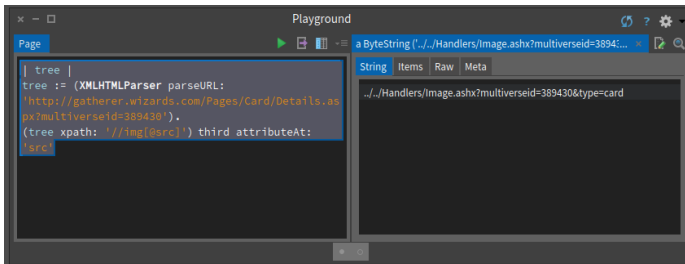 Playground
Page
a ByteString ('../../Handlers/Image.ashx?multiverseid=3894:...
| tree |
tree := (XMLHTMLParser parseURL:
'http://gatherer.wizards.com/Pages/Card/Details.as
px?multiverseid=389430').
(tree xpath: '//img[@src]') third attributeAt:
'src'
String Items Raw Meta
../../Handlers/Image.ashx?multiverseid=389430&type=card